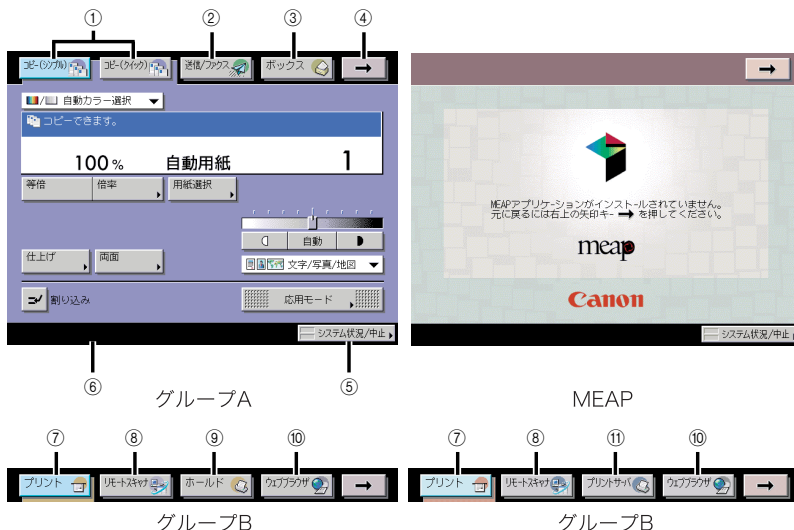 ① ② ③ ④
コピー(シンプル) コピー(クイック) 送信/ファクス ボックス →
→
/ 自動カラー選択 ▼
コピーできます。
100% 自動用紙 1
等倍 倍率 用紙選択
自動
仕上げ 両面
文字/写真/地図 ▼
割り込み 応用モード
システム状況/中止
⑥ ⑤
グループA
MEAPアプリケーションがインストールされていません。
元に戻るには右上の矢印キー → を押してください。
meap
Canon
システム状況/中止
MEAP
⑦ ⑧ ⑨ ⑩
プリント リモートスキャナ ホールド ウェブブラウザ →
グループB
⑦ ⑧ ⑪ ⑩
プリント リモートスキャナ プリントサーバ ウェブブラウザ →
グループB